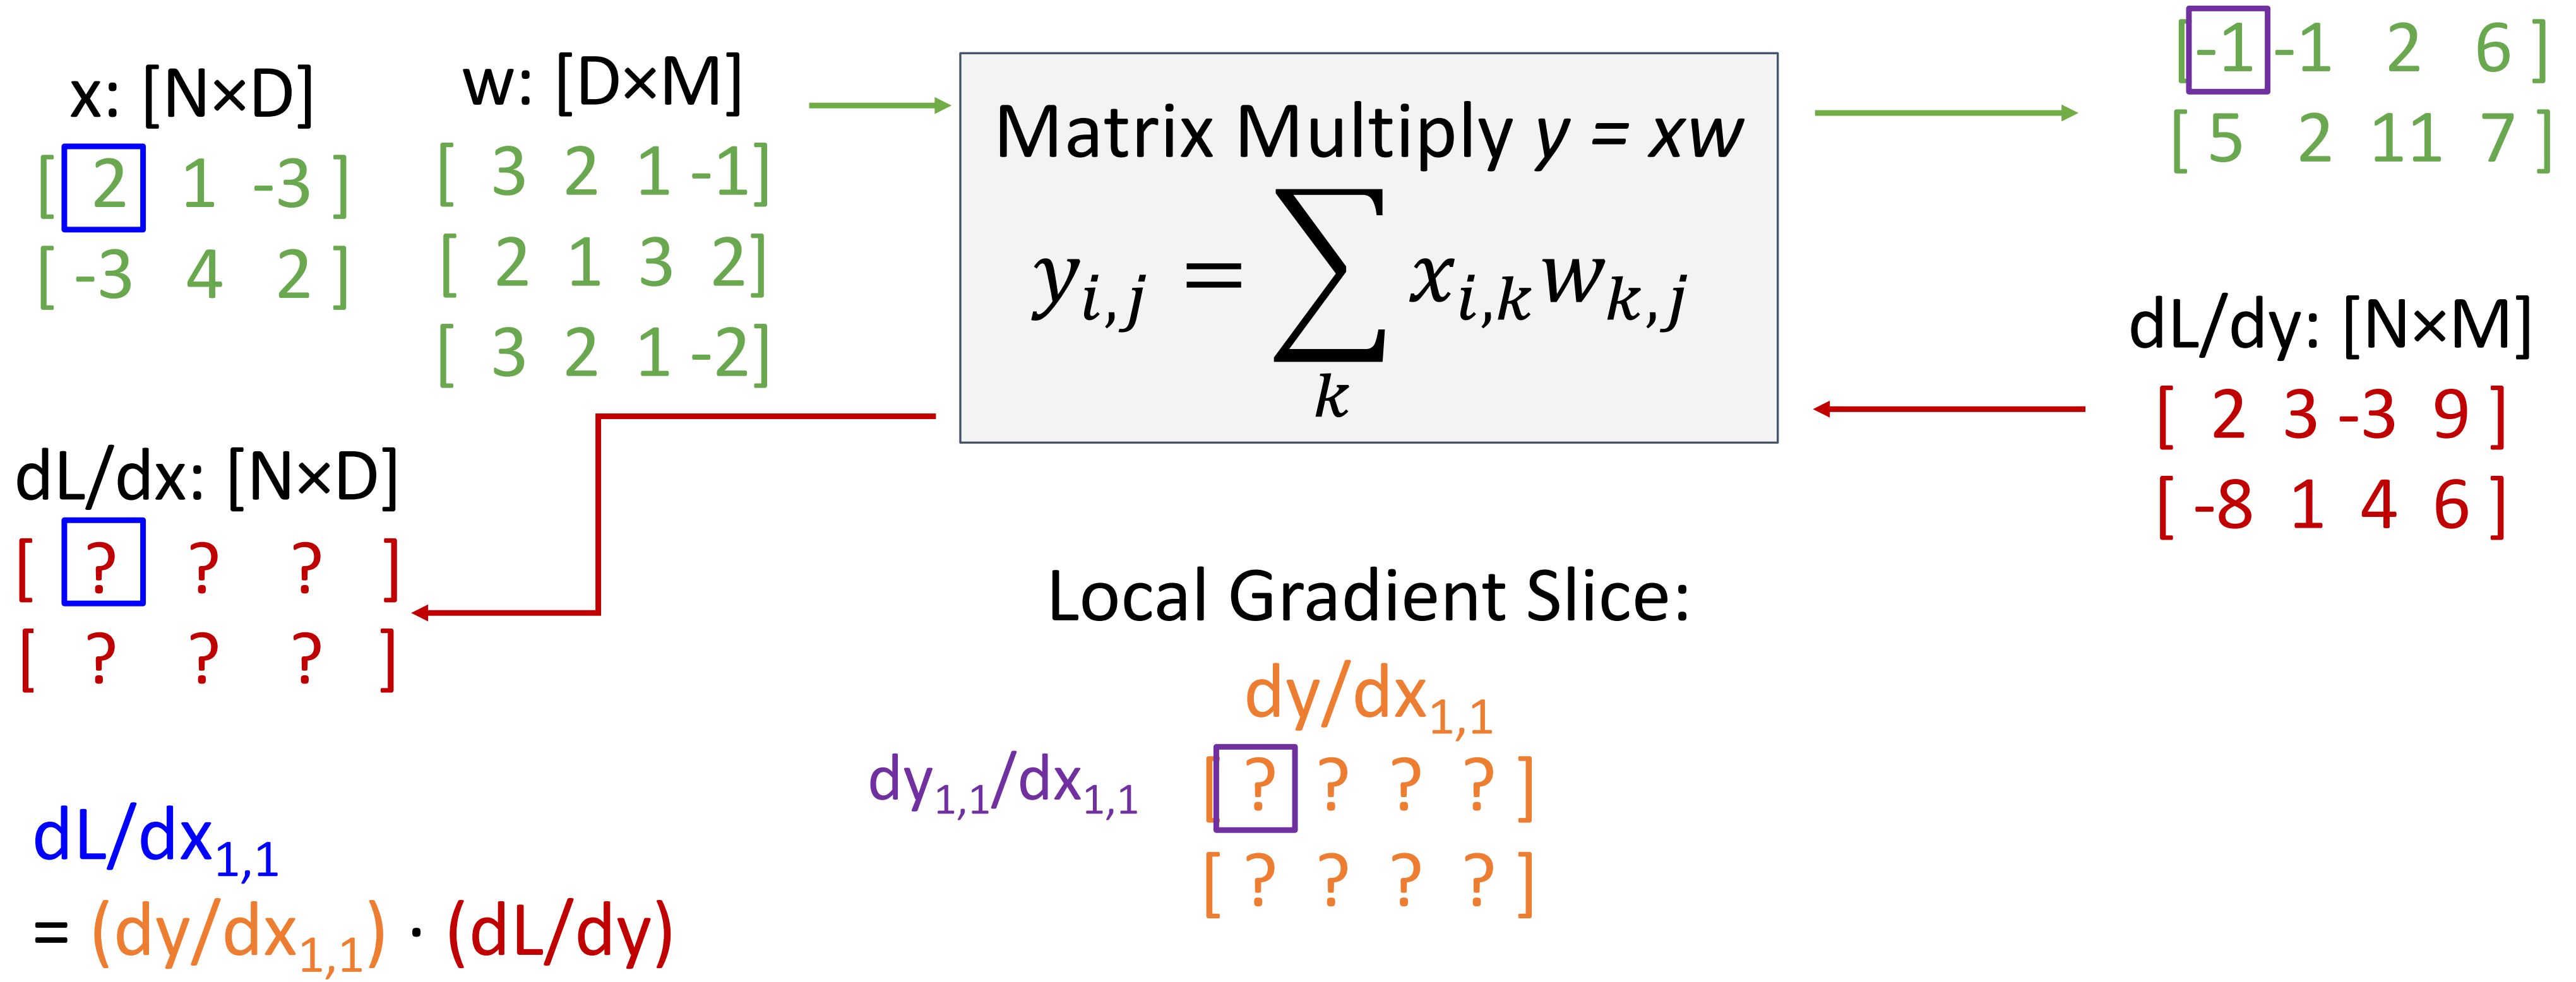 x: [N×D]
[ 2 1 -3 ]
[ -3 4 2 ]
w: [D×M]
[ 3 2 1 -1]
[ 2 1 3 2]
[ 3 2 1 -2]
Matrix Multiply y = xw
y_{i,j} = ∑_k x_{i,k}w_{k,j}
[ -1 -1 2 6 ]
[ 5 2 11 7 ]
dL/dy: [N×M]
[ 2 3 -3 9 ]
[ -8 1 4 6 ]
dL/dx: [N×D]
[ ? ? ? ]
[ ? ? ? ]
Local Gradient Slice:
dy/dx_{1,1}
dy_{1,1}/dx_{1,1}
[ ? ? ? ? ]
[ ? ? ? ? ]
dL/dx_{1,1}
= (dy/dx_{1,1}) · (dL/dy)